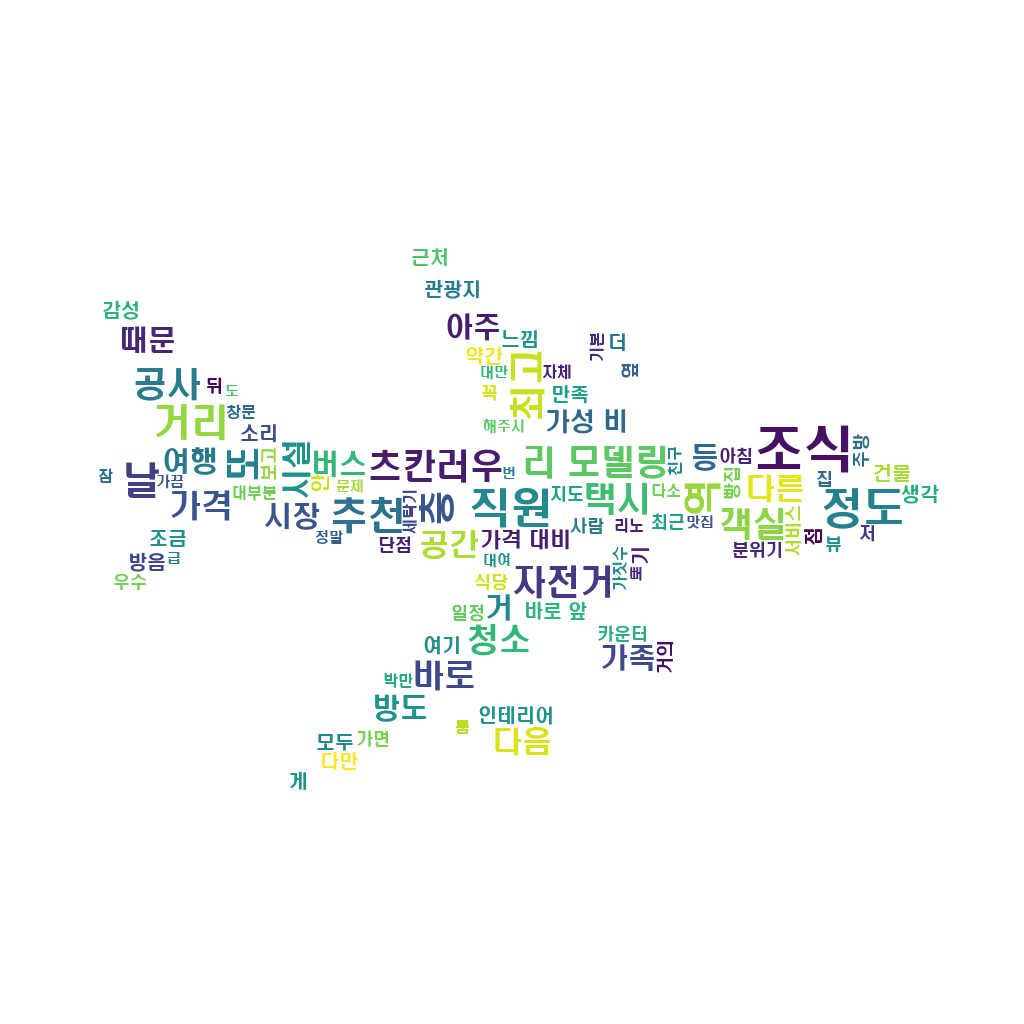 근처
관광지
감성
아주
때문
느낌
기본
더
약간
최고
대만
자체
옆
공사
뒤
도
꼭
만족
거리
창문
해주시
가성 비
소리
조식
주방
여행
또
보고
시설
버스
츠칸러우
번
리 모델링
친구
등
아침
잠
날
가끔
대부분
안
문제
빵집
다른
집
건물
생각
가격
시장
추천
세탁기
층
직원
지도
택시
다소
역
정도
정말
사람
리노
최근
맛집
객실
서비스
점
저
조금
단점
공간
가격 대비
분위기
뷰
방음
급
대여
가짓수
우수
식당
자전거
일정
거
바로 앞
여기
청소
카운터
가족
거의
박만
바로
방도
룸
인테리어
모두
가면
다음
다만
게